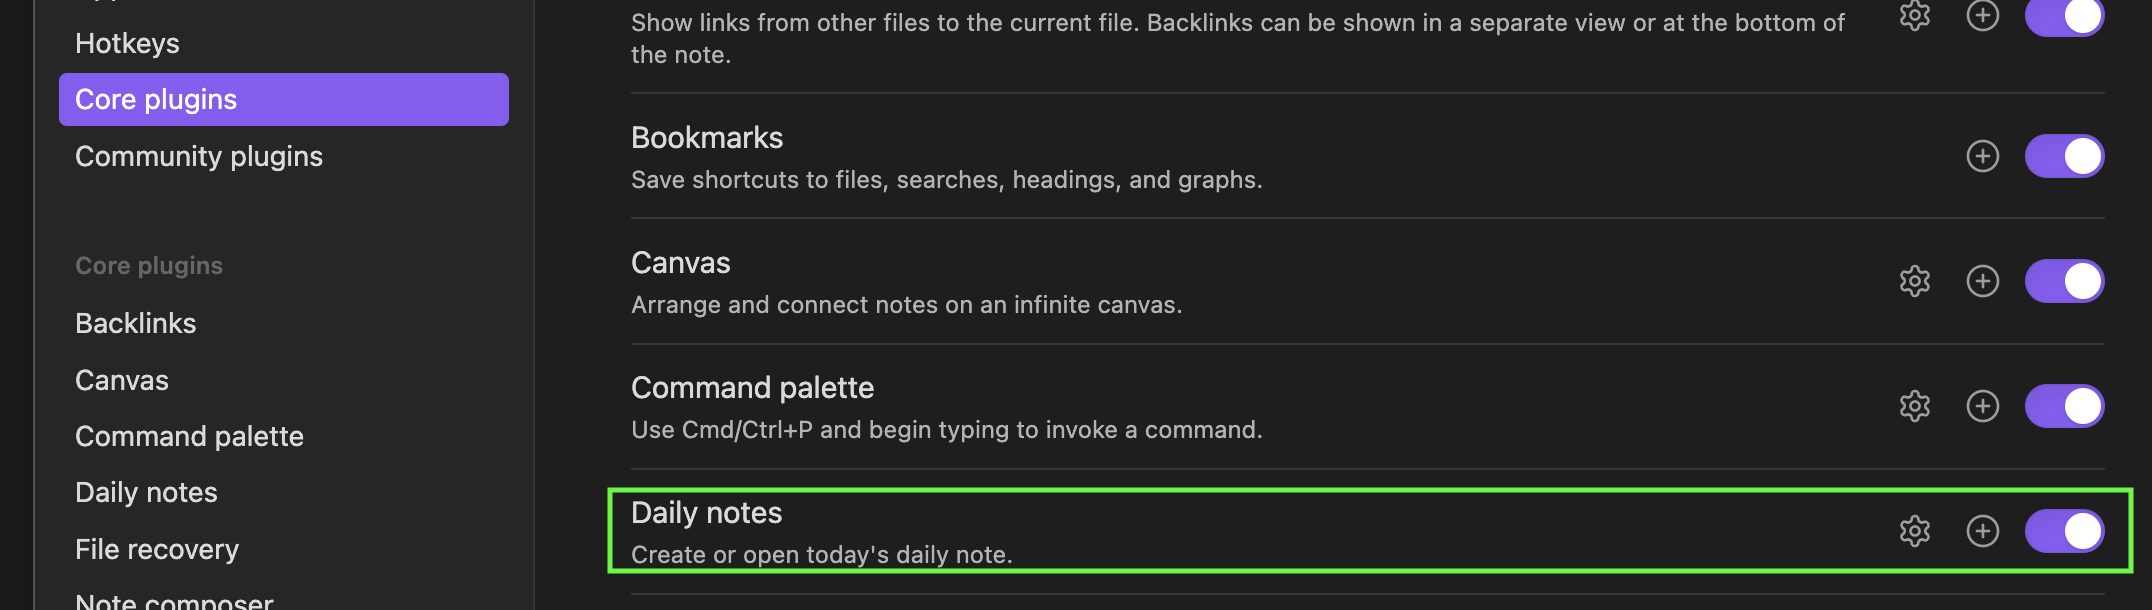 Hotkeys
Core plugins
Community plugins
Core plugins
Backlinks
Canvas
Command palette
Daily notes
File recovery
Note composer
Show links from other files to the current file. Backlinks can be shown in a separate view or at the bottom of
the note.
Bookmarks
Save shortcuts to files, searches, headings, and graphs.
Canvas
Arrange and connect notes on an infinite canvas.
Command palette
Use Cmd/Ctrl+P and begin typing to invoke a command.
Daily notes
Create or open today's daily note.